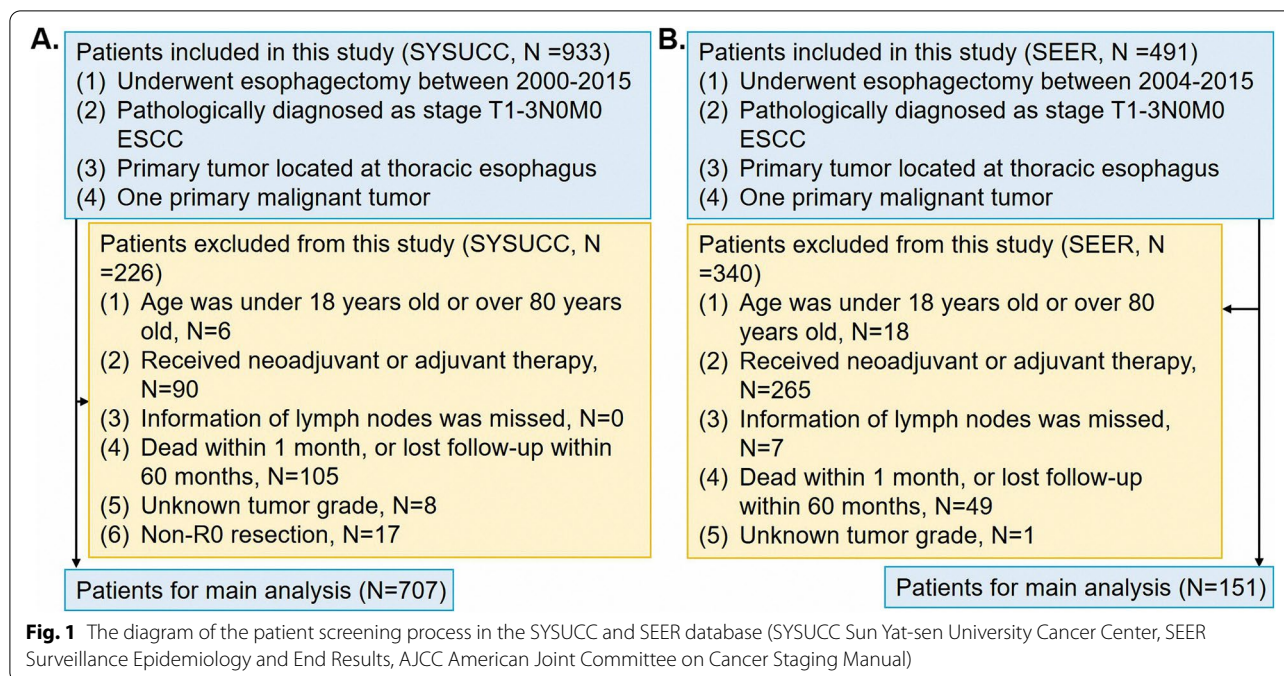 A.
Patients included in this study (SYSUCC, N =933)
(1) Underwent esophagectomy between 2000-2015
(2) Pathologically diagnosed as stage T1-3N0M0
ESCC
(3) Primary tumor located at thoracic esophagus
(4) One primary malignant tumor
Patients excluded from this study (SYSUCC, N
=226)
(1) Age was under 18 years old or over 80 years
old, N=6
(2) Received neoadjuvant or adjuvant therapy,
N=90
(3) Information of lymph nodes was missed, N=0
(4) Dead within 1 month, or lost follow-up within
60 months, N=105
(5) Unknown tumor grade, N=8
(6) Non-R0 resection, N=17
Patients for main analysis (N=707)
B.
Patients included in this study (SEER, N =491)
(1) Underwent esophagectomy between 2004-2015
(2) Pathologically diagnosed as stage T1-3N0M0
ESCC
(3) Primary tumor located at thoracic esophagus
(4) One primary malignant tumor
Patients excluded from this study (SEER, N
=340)
(1) Age was under 18 years old or over 80
years old, N=18
(2) Received neoadjuvant or adjuvant therapy,
N=265
(3) Information of lymph nodes was missed,
N=7
(4) Dead within 1 month, or lost follow-up
within 60 months, N=49
(5) Unknown tumor grade, N=1
Patients for main analysis (N=151)
Fig. 1 The diagram of the patient screening process in the SYSUCC and SEER database (SYSUCC Sun Yat-sen University Cancer Center, SEER
Surveillance Epidemiology and End Results, AJCC American Joint Committee on Cancer Staging Manual)